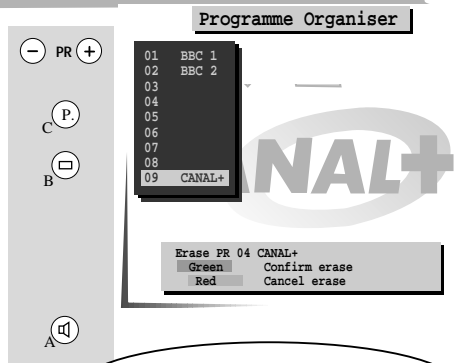 Programme Organiser
− PR +
01 BBC 1
02 BBC 2
03
04
05
06
07
08
09 CANAL+
P.
C
B
CANAL+
Erase PR 04 CANAL+
Green Confirm erase
Red Cancel erase
A